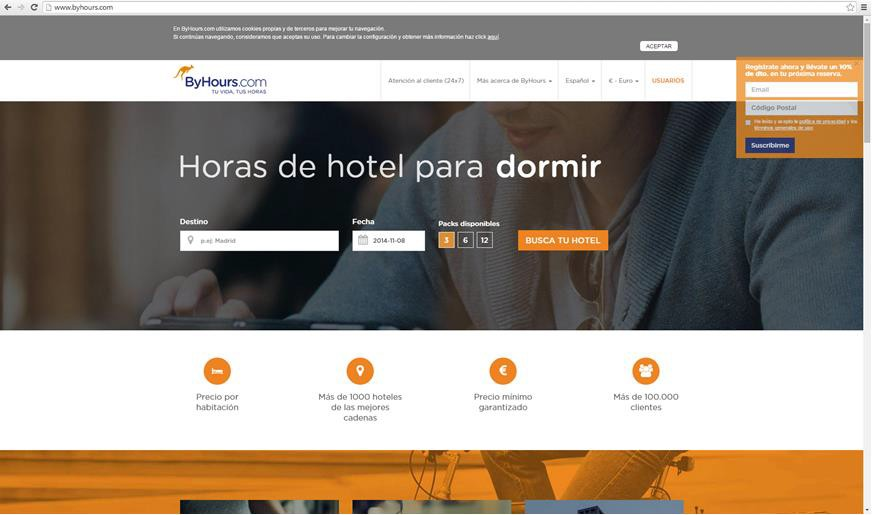 www.byhours.com
En ByHours.com utilizamos cookies propias y de terceros para mejorar tu navegación.
Si continúas navegando, consideramos que aceptas su uso. Para cambiar la configuración y obtener más información haz click aquí.
ACEPTAR
ByHours.com
TU VIDA, TUS HORAS
Atención al cliente (24x7)
Más acerca de ByHours
Español
€ - Euro
USUARIOS
Regístrate ahora y llévate un 10%
de dto. en tu próxima reserva.
Email
Código Postal
He leído y acepto la política de privacidad y los
términos generales de uso
Suscribirme
Horas de hotel para dormir
Destino
Fecha
Packs disponibles
p.ej: Madrid
2014-11-08
3 6 12
BUSCA TU HOTEL
Precio por
habitación
Más de 1000 hoteles
de las mejores
cadenas
Precio mínimo
garantizado
Más de 100.000
clientes